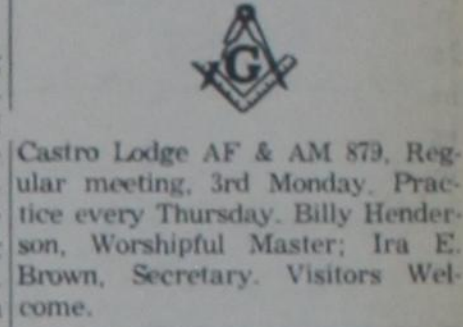 G
Castro Lodge AF & AM 879, Reg-
ular meeting, 3rd Monday. Prac-
tice every Thursday. Billy Hender-
son, Worshipful Master; Ira E.
Brown, Secretary. Visitors Wel-
come.